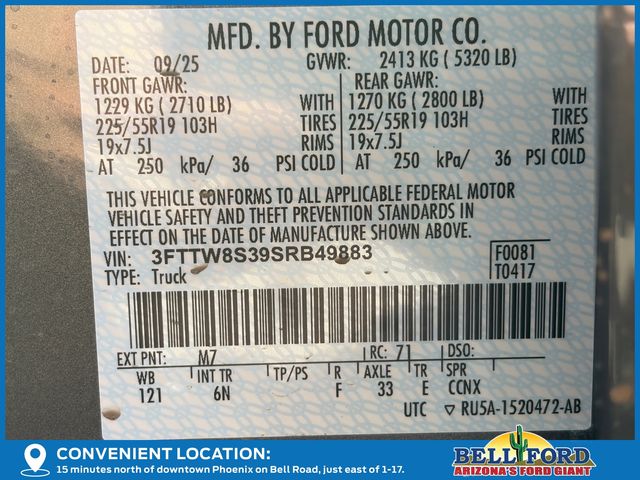 MFD. BY FORD MOTOR CO.
DATE: 09/25 GVWR: 2413 KG ( 5320 LB)
FRONT GAWR: REAR GAWR:
1229 KG ( 2710 LB) WITH 1270 KG ( 2800 LB) WITH
225/55R19 103H TIRES 225/55R19 103H TIRES
19x7.5J RIMS 19x7.5J RIMS
AT 250 kPa/ 36 PSI COLD AT 250 kPa/ 36 PSI COLD
THIS VEHICLE CONFORMS TO ALL APPLICABLE FEDERAL MOTOR
VEHICLE SAFETY AND THEFT PREVENTION STANDARDS IN
EFFECT ON THE DATE OF MANUFACTURE SHOWN ABOVE.
VIN: 3FTTW8S39SRB49883 F0081
TYPE: Truck T0417
EXT PNT: M7 RC: 71 DSO:
WB INT TR TP/PS R AXLE TR SPR
121 6N F 33 E CCNX
UTC ▽ RU5A-1520472-AB
CONVENIENT LOCATION:
15 minutes north of downtown Phoenix on Bell Road, just east of 1-17.
BELL FORD
ARIZONA'S FORD GIANT